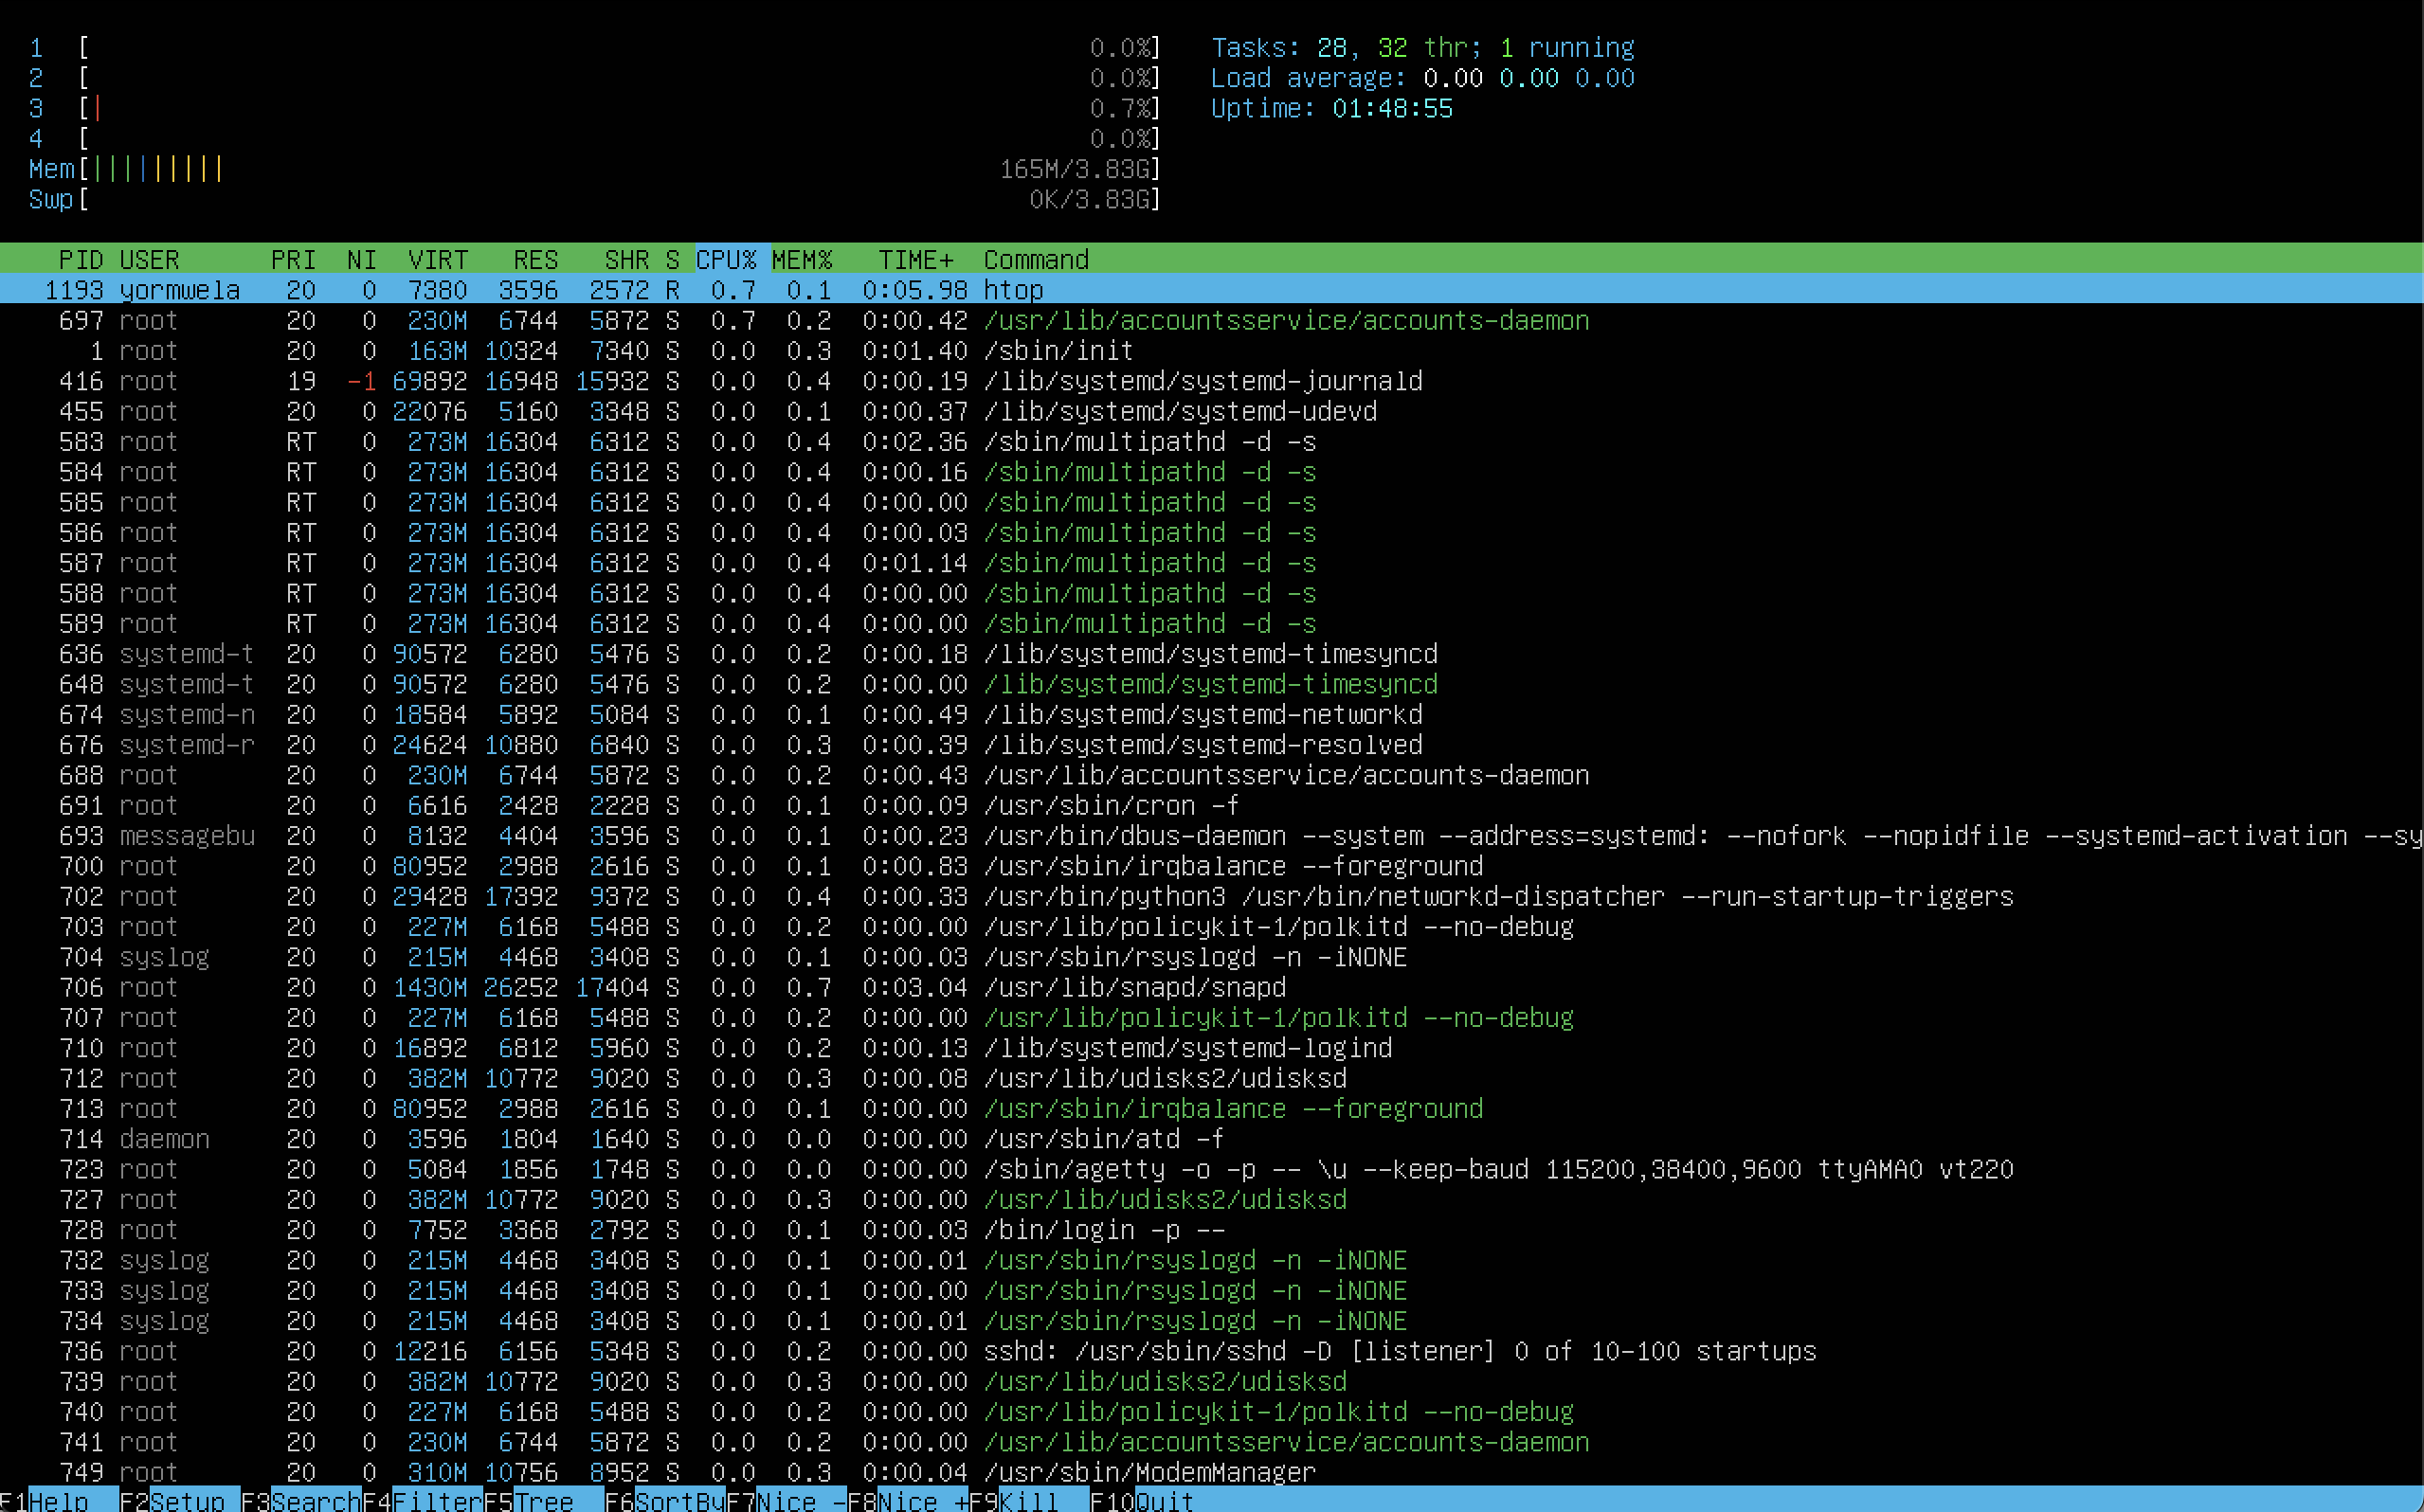 1 [ 0.0%] Tasks: 28, 32 thr; 1 running
2 [ 0.0%] Load average: 0.00 0.00 0.00
3 [| 0.7%] Uptime: 01:48:55
4 [ 0.0%]
Mem[||||||||| 165M/3.83G]
Swp[ 0K/3.83G]
PID USER PRI NI VIRT RES SHR S CPU% MEM% TIME+ Command
1193 yormwela 20 0 7380 3596 2572 R 0.7 0.1 0:05.98 htop
697 root 20 0 230M 6744 5872 S 0.7 0.2 0:00.42 /usr/lib/accountsservice/accounts-daemon
1 root 20 0 163M 10324 7340 S 0.0 0.3 0:01.40 /sbin/init
416 root 19 -1 69892 16948 15932 S 0.0 0.4 0:00.19 /lib/systemd/systemd-journald
455 root 20 0 22076 5160 3348 S 0.0 0.1 0:00.37 /lib/systemd/systemd-udevd
583 root RT 0 273M 16304 6312 S 0.0 0.4 0:02.36 /sbin/multipathd -d -s
584 root RT 0 273M 16304 6312 S 0.0 0.4 0:00.16 /sbin/multipathd -d -s
585 root RT 0 273M 16304 6312 S 0.0 0.4 0:00.00 /sbin/multipathd -d -s
586 root RT 0 273M 16304 6312 S 0.0 0.4 0:00.03 /sbin/multipathd -d -s
587 root RT 0 273M 16304 6312 S 0.0 0.4 0:01.14 /sbin/multipathd -d -s
588 root RT 0 273M 16304 6312 S 0.0 0.4 0:00.00 /sbin/multipathd -d -s
589 root RT 0 273M 16304 6312 S 0.0 0.4 0:00.00 /sbin/multipathd -d -s
636 systemd-t 20 0 90572 6280 5476 S 0.0 0.2 0:00.18 /lib/systemd/systemd-timesyncd
648 systemd-t 20 0 90572 6280 5476 S 0.0 0.2 0:00.00 /lib/systemd/systemd-timesyncd
674 systemd-n 20 0 18584 5892 5084 S 0.0 0.1 0:00.49 /lib/systemd/systemd-networkd
676 systemd-r 20 0 24624 10880 6840 S 0.0 0.3 0:00.39 /lib/systemd/systemd-resolved
688 root 20 0 230M 6744 5872 S 0.0 0.2 0:00.43 /usr/lib/accountsservice/accounts-daemon
691 root 20 0 6616 2428 2228 S 0.0 0.1 0:00.09 /usr/sbin/cron -f
693 messagebu 20 0 8132 4404 3596 S 0.0 0.1 0:00.23 /usr/bin/dbus-daemon --system --address=systemd: --nofork --nopidfile --systemd-activation --sy
700 root 20 0 80952 2988 2616 S 0.0 0.1 0:00.83 /usr/sbin/irqbalance --foreground
702 root 20 0 29428 17392 9372 S 0.0 0.4 0:00.33 /usr/bin/python3 /usr/bin/networkd-dispatcher --run-startup-triggers
703 root 20 0 227M 6168 5488 S 0.0 0.2 0:00.00 /usr/lib/policykit-1/polkitd --no-debug
704 syslog 20 0 215M 4468 3408 S 0.0 0.1 0:00.03 /usr/sbin/rsyslogd -n -iNONE
706 root 20 0 1430M 26252 17404 S 0.0 0.7 0:03.04 /usr/lib/snapd/snapd
707 root 20 0 227M 6168 5488 S 0.0 0.2 0:00.00 /usr/lib/policykit-1/polkitd --no-debug
710 root 20 0 16892 6812 5960 S 0.0 0.2 0:00.13 /lib/systemd/systemd-logind
712 root 20 0 382M 10772 9020 S 0.0 0.3 0:00.08 /usr/lib/udisks2/udisksd
713 root 20 0 80952 2988 2616 S 0.0 0.1 0:00.00 /usr/sbin/irqbalance --foreground
714 daemon 20 0 3596 1804 1640 S 0.0 0.0 0:00.00 /usr/sbin/atd -f
723 root 20 0 5084 1856 1748 S 0.0 0.0 0:00.00 /sbin/agetty -o -p -- \u --keep-baud 115200,38400,9600 ttyAMA0 vt220
727 root 20 0 382M 10772 9020 S 0.0 0.3 0:00.00 /usr/lib/udisks2/udisksd
728 root 20 0 7752 3368 2792 S 0.0 0.1 0:00.03 /bin/login -p --
732 syslog 20 0 215M 4468 3408 S 0.0 0.1 0:00.01 /usr/sbin/rsyslogd -n -iNONE
733 syslog 20 0 215M 4468 3408 S 0.0 0.1 0:00.00 /usr/sbin/rsyslogd -n -iNONE
734 syslog 20 0 215M 4468 3408 S 0.0 0.1 0:00.01 /usr/sbin/rsyslogd -n -iNONE
736 root 20 0 12216 6156 5348 S 0.0 0.2 0:00.00 sshd: /usr/sbin/sshd -D [listener] 0 of 10-100 startups
739 root 20 0 382M 10772 9020 S 0.0 0.3 0:00.00 /usr/lib/udisks2/udisksd
740 root 20 0 227M 6168 5488 S 0.0 0.2 0:00.00 /usr/lib/policykit-1/polkitd --no-debug
741 root 20 0 230M 6744 5872 S 0.0 0.2 0:00.00 /usr/lib/accountsservice/accounts-daemon
749 root 20 0 310M 10756 8952 S 0.0 0.3 0:00.04 /usr/sbin/ModemManager
F1Help F2Setup F3SearchF4FilterF5Tree F6SortByF7Nice -F8Nice +F9Kill F10Quit